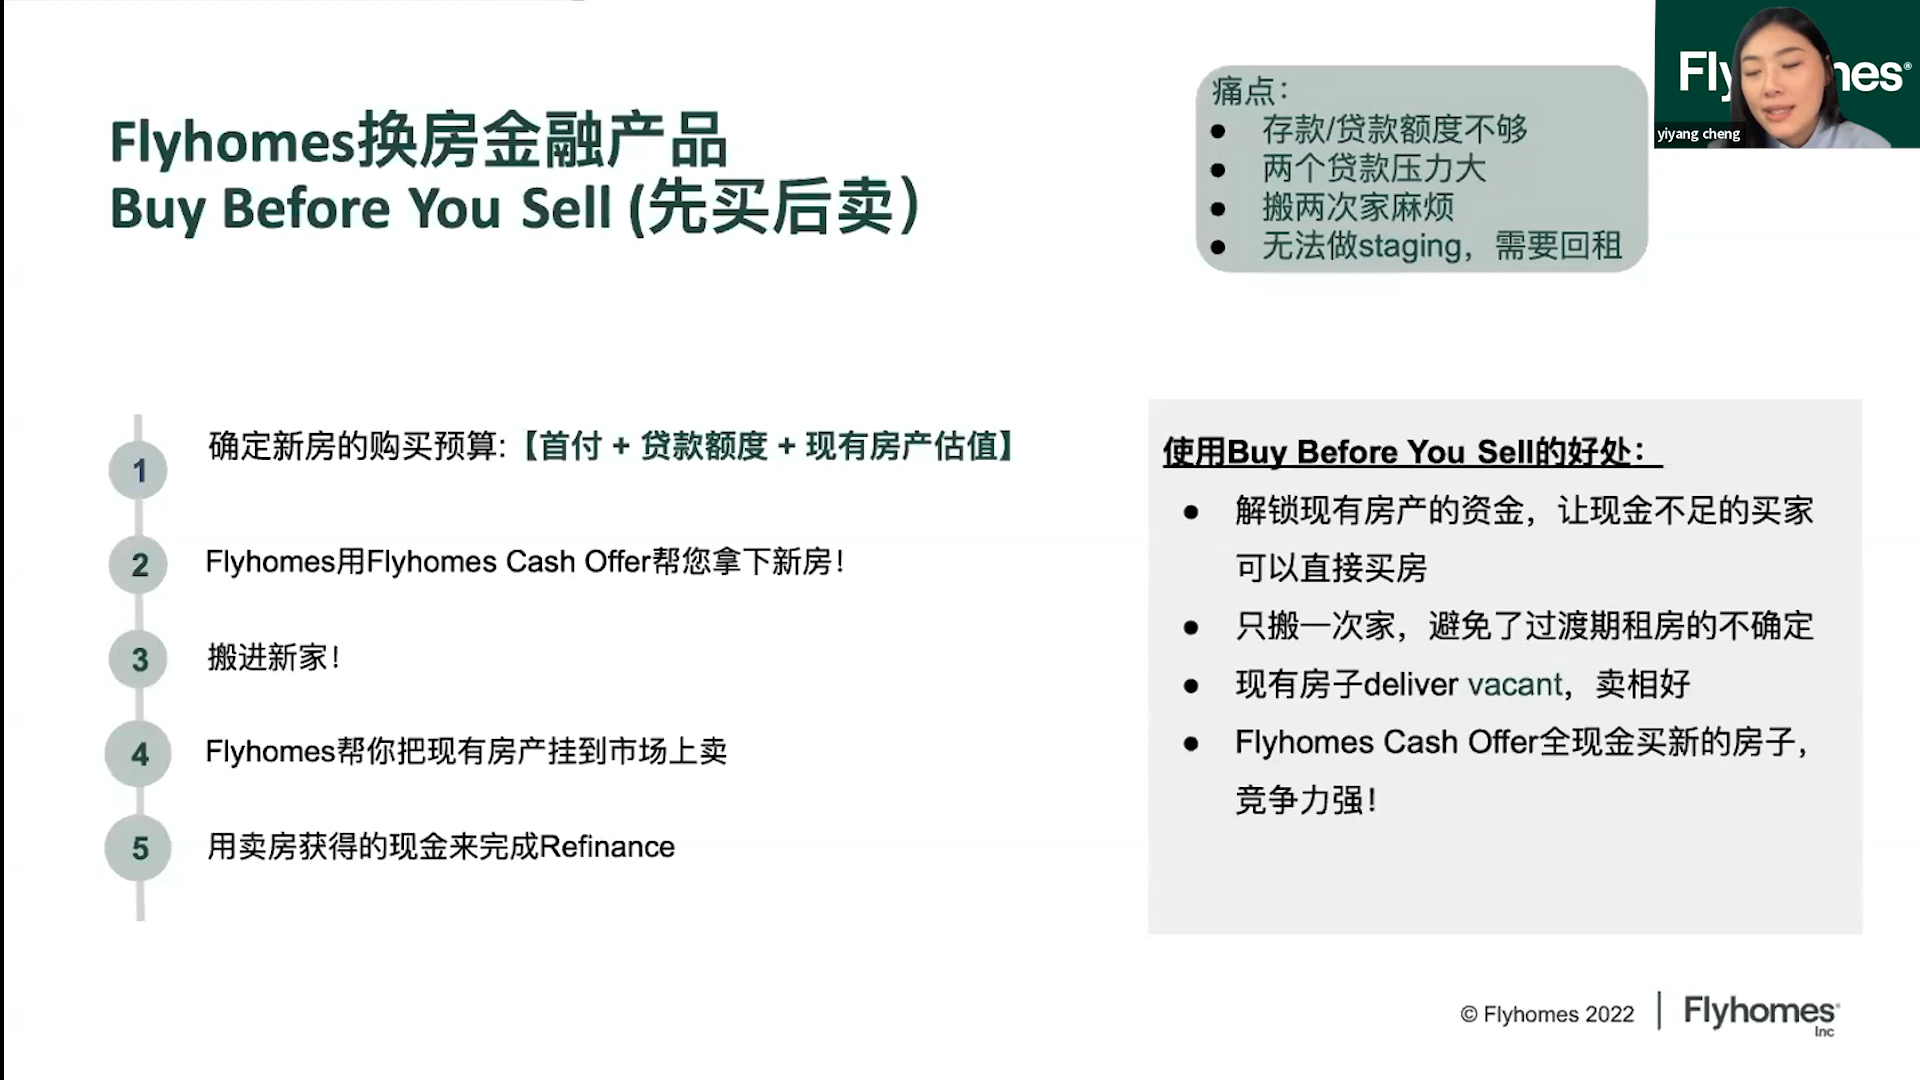 Flyhomes换房金融产品
Buy Before You Sell (先买后卖）
痛点：
● 存款/贷款额度不够
● 两个贷款压力大
● 搬两次家麻烦
● 无法做staging，需要回租
yiyang cheng
1 确定新房的购买预算:【首付 + 贷款额度 + 现有房产估值】
2 Flyhomes用Flyhomes Cash Offer帮您拿下新房！
3 搬进新家！
4 Flyhomes帮你把现有房产挂到市场上卖
5 用卖房获得的现金来完成Refinance
使用Buy Before You Sell的好处：
● 解锁现有房产的资金，让现金不足的买家
可以直接买房
● 只搬一次家，避免了过渡期租房的不确定
● 现有房子deliver vacant，卖相好
● Flyhomes Cash Offer全现金买新的房子，
竞争力强！
© Flyhomes 2022
Flyhomes
Inc